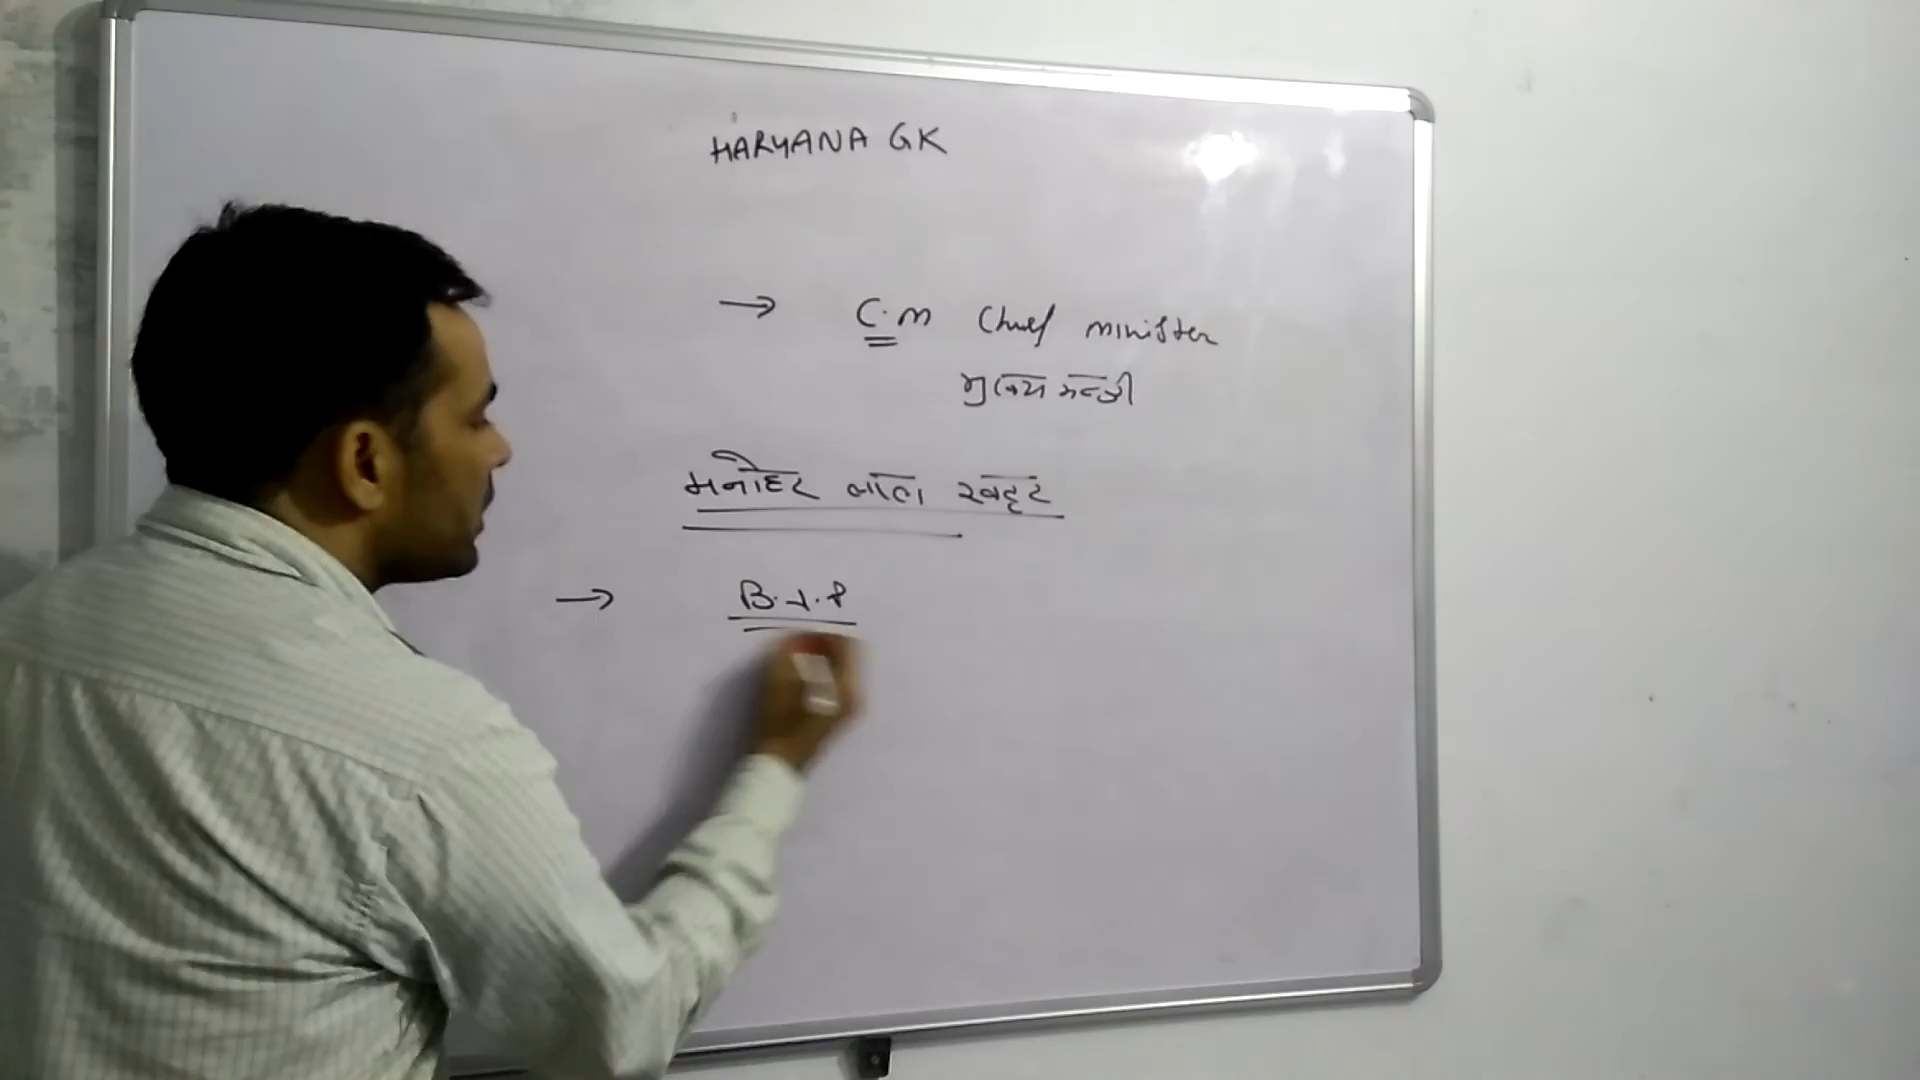 HARYANA GK
→ C.M Chief minister
मुख्य मन्त्री
मनोहर लाल खट्टर
→ B.J.P